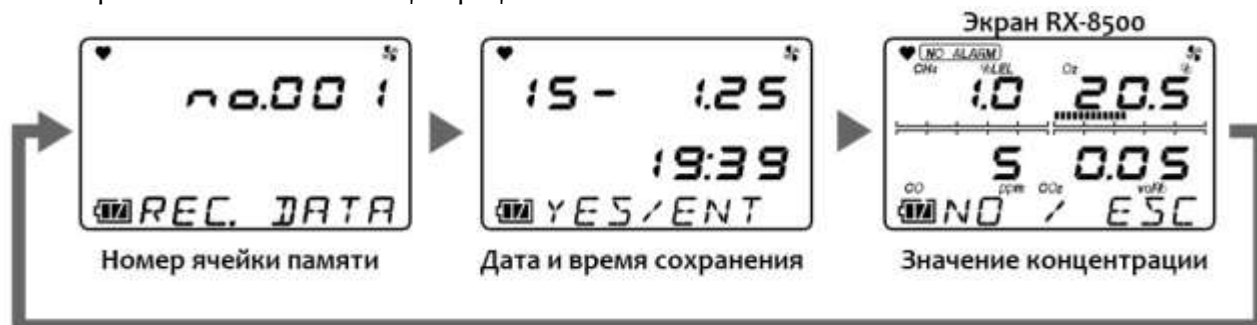 Экран RX-8500
no.001
REC. DATA
Номер ячейки памяти
15- 1.25
19:39
YES/ENT
Дата и время сохранения
NO ALARM
CH4 %LEL O2 %
1.0 20.5
5 0.05
CO ppm CO2 vol%
NO / ESC
Значение концентрации